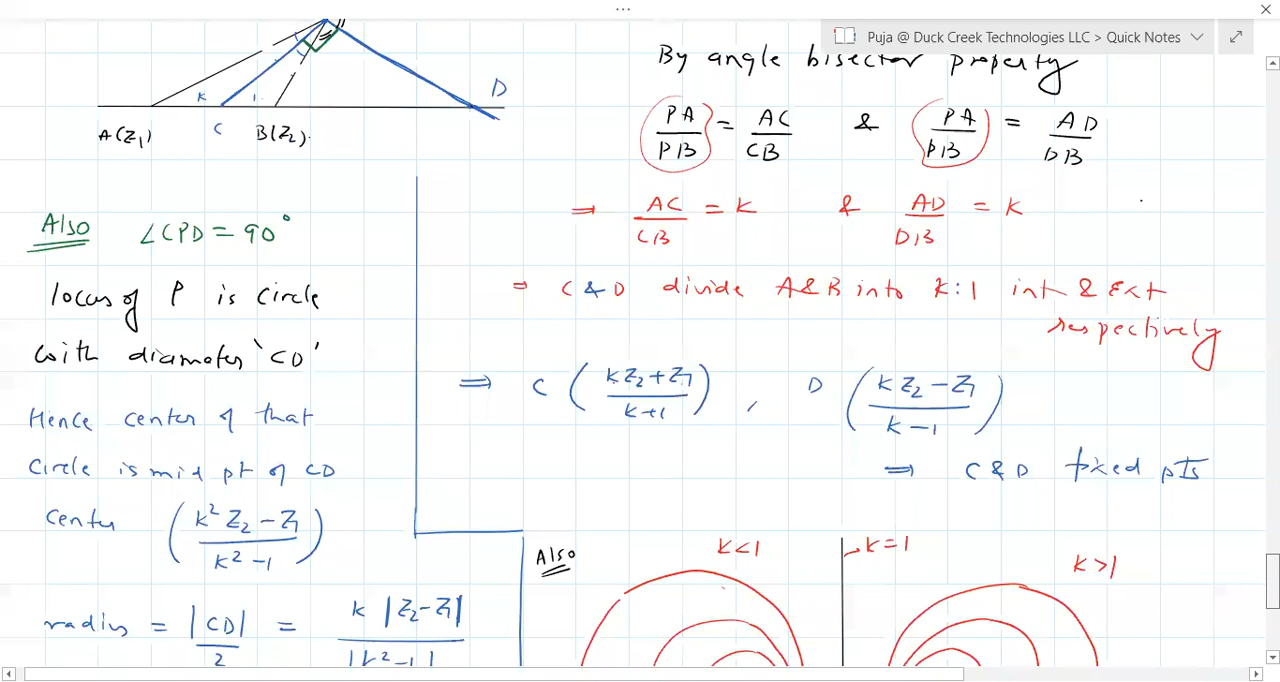 ...
Puja @ Duck Creek Technologies LLC > Quick Notes
By angle bisector property
PA/PB = AC/CB & PA/PB = AD/DB
⇒ AC/CB = K & AD/DB = K
⇒ C & D divide A & B into K:1 int & Ext
respectively
⇒ C ((kZ₂+Z₁)/(k+1)), D ((kZ₂-Z₁)/(k-1))
⇒ C & D fixed pts
K
1
D
A(Z₁)
C
B(Z₂).
Also ∠CPD = 90°
locus of P is circle
with diameter 'CD'
Hence center of that
circle is mid pt of CD
center ((k²Z₂-Z₁)/(k²-1))
radius = |CD|/2 = k|Z₂-Z₁|/|k²-1|
Also
K<1
K=1
K>1